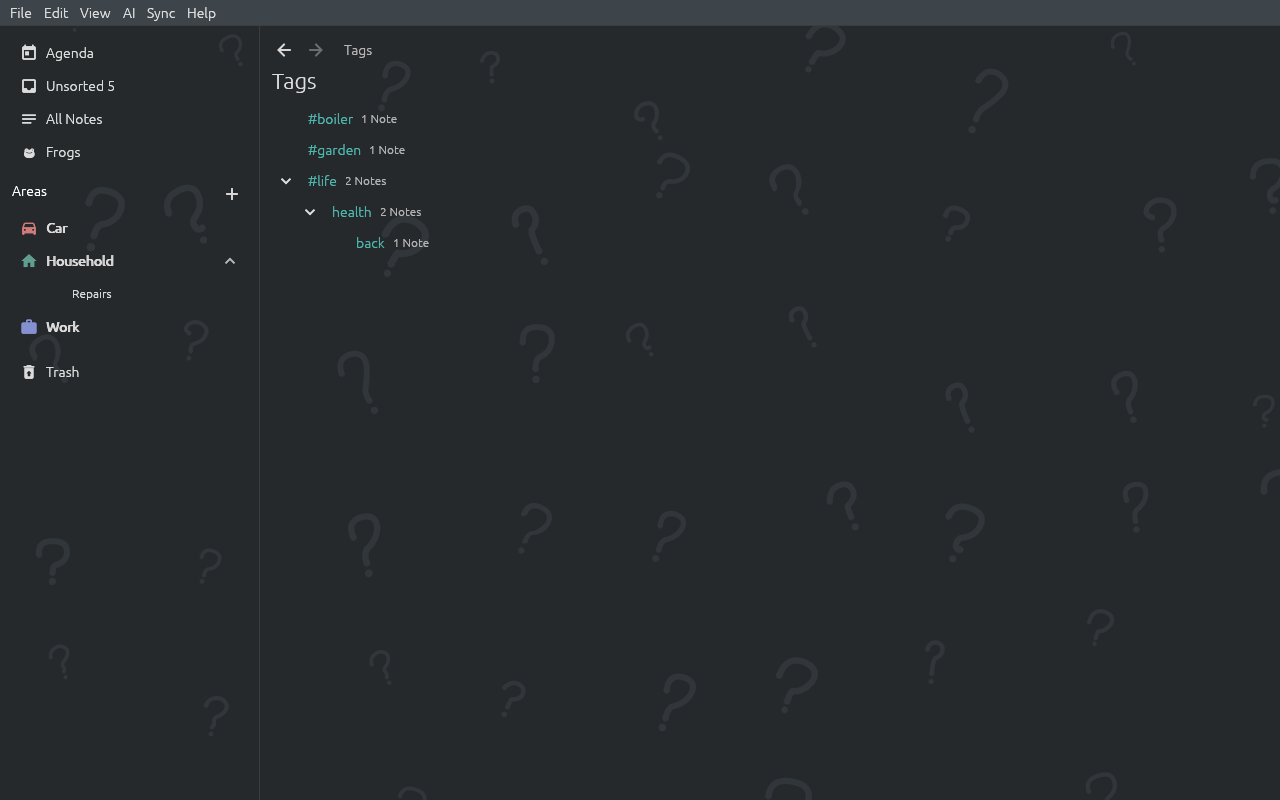 File Edit View AI Sync Help
Agenda
Unsorted 5
All Notes
Frogs
Areas
Car
Household
Repairs
Work
Trash
Tags
Tags
#boiler 1 Note
#garden 1 Note
#life 2 Notes
health 2 Notes
back 1 Note